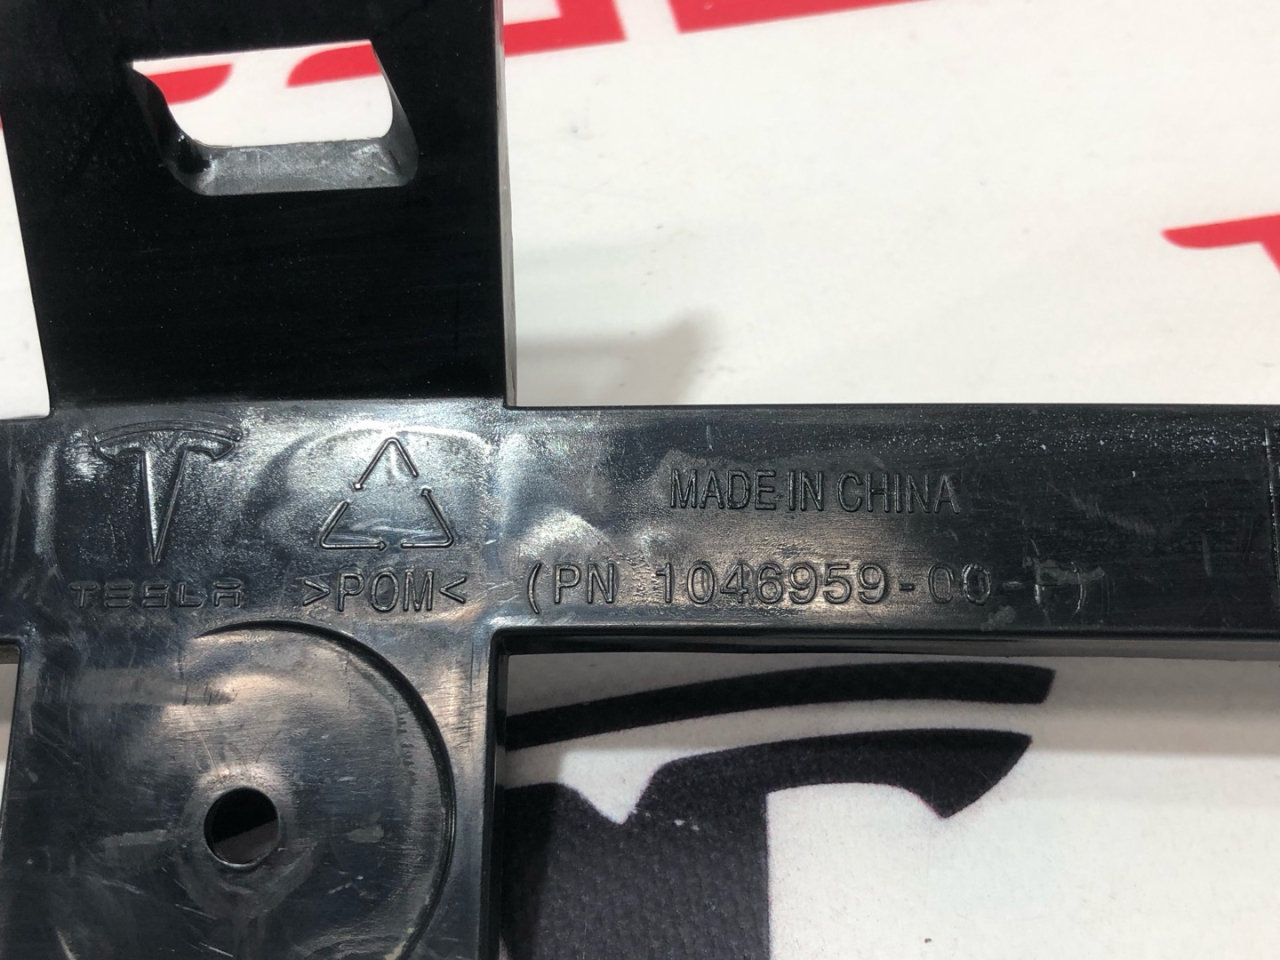 MADE IN CHINA
TESLA >POM< (PN 1046959-00-F)